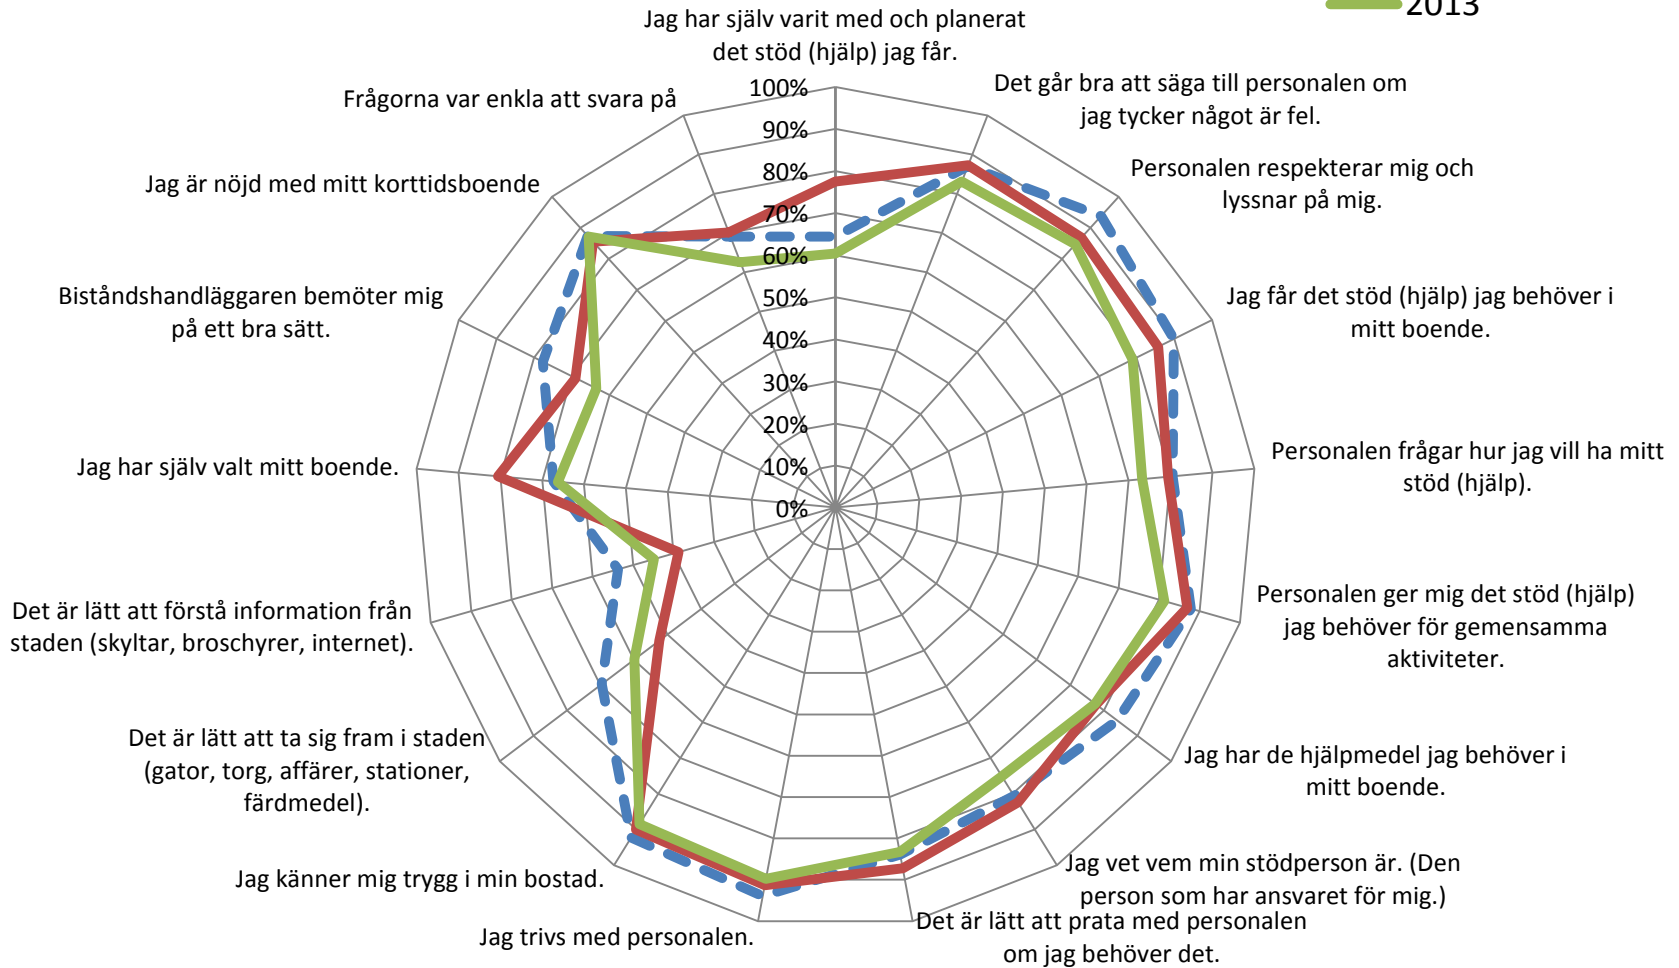 2013
Jag har själv varit med och planerat
det stöd (hjälp) jag får.
Det går bra att säga till personalen om
jag tycker något är fel.
Personalen respekterar mig och
lyssnar på mig.
Jag får det stöd (hjälp) jag behöver i
mitt boende.
Personalen frågar hur jag vill ha mitt
stöd (hjälp).
Personalen ger mig det stöd (hjälp)
jag behöver för gemensamma
aktiviteter.
Jag har de hjälpmedel jag behöver i
mitt boende.
Jag vet vem min stödperson är. (Den
person som har ansvaret för mig.)
Det är lätt att prata med personalen
om jag behöver det.
Jag trivs med personalen.
Jag känner mig trygg i min bostad.
Det är lätt att ta sig fram i staden
(gator, torg, affärer, stationer,
färdmedel).
Det är lätt att förstå information från
staden (skyltar, broschyrer, internet).
Jag har själv valt mitt boende.
Biståndshandläggaren bemöter mig
på ett bra sätt.
Jag är nöjd med mitt korttidsboende
Frågorna var enkla att svara på
100%
90%
80%
70%
60%
50%
40%
30%
20%
10%
0%